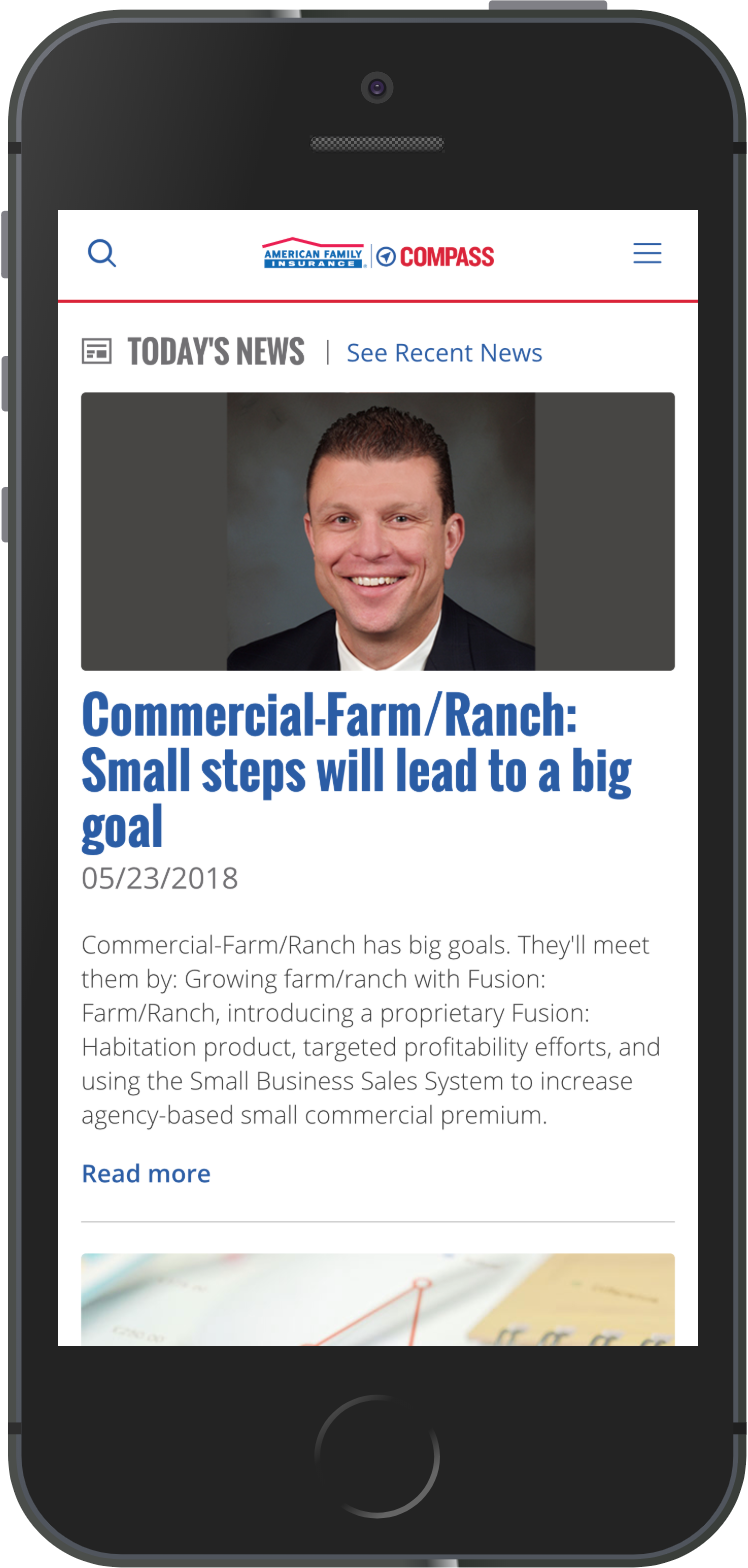 AMERICAN FAMILY
INSURANCE ® COMPASS
TODAY'S NEWS | See Recent News
Commercial-Farm/Ranch:
Small steps will lead to a big
goal
05/23/2018
Commercial-Farm/Ranch has big goals. They'll meet
them by: Growing farm/ranch with Fusion:
Farm/Ranch, introducing a proprietary Fusion:
Habitation product, targeted profitability efforts, and
using the Small Business Sales System to increase
agency-based small commercial premium.
Read more